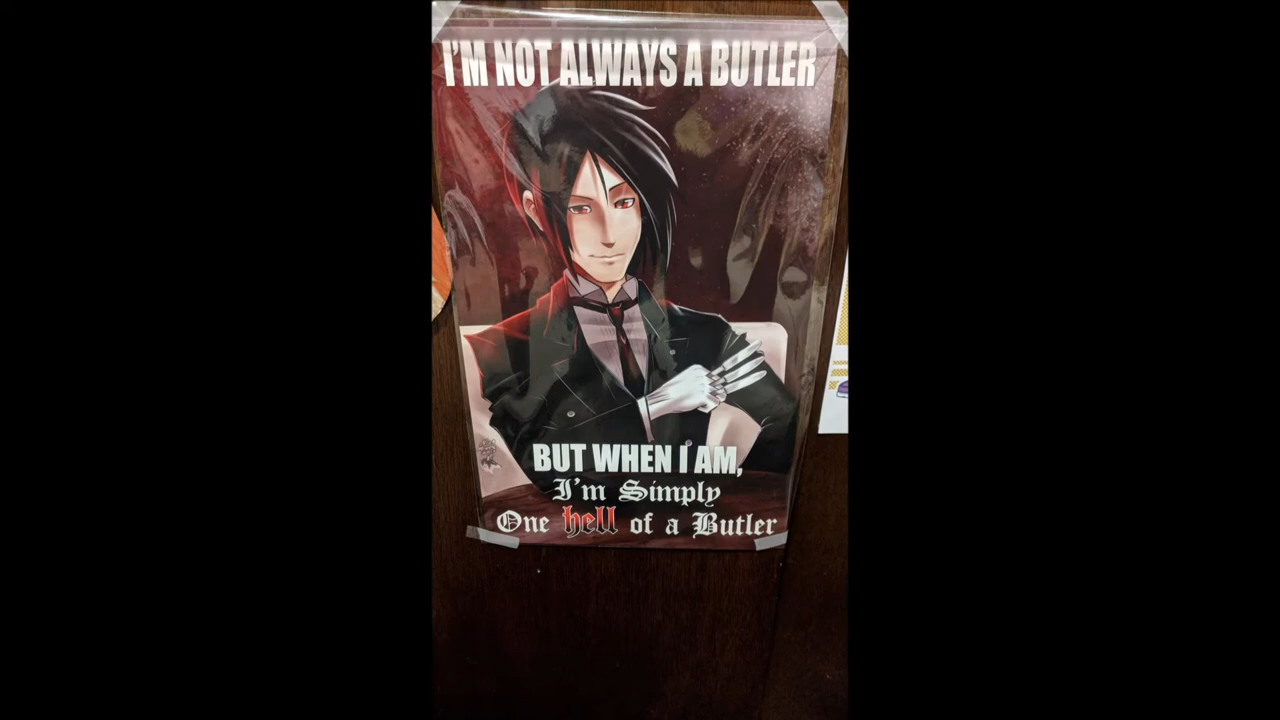 I'M NOT ALWAYS A BUTLER
BUT WHEN I AM,
I'm Simply
One hell of a Butler